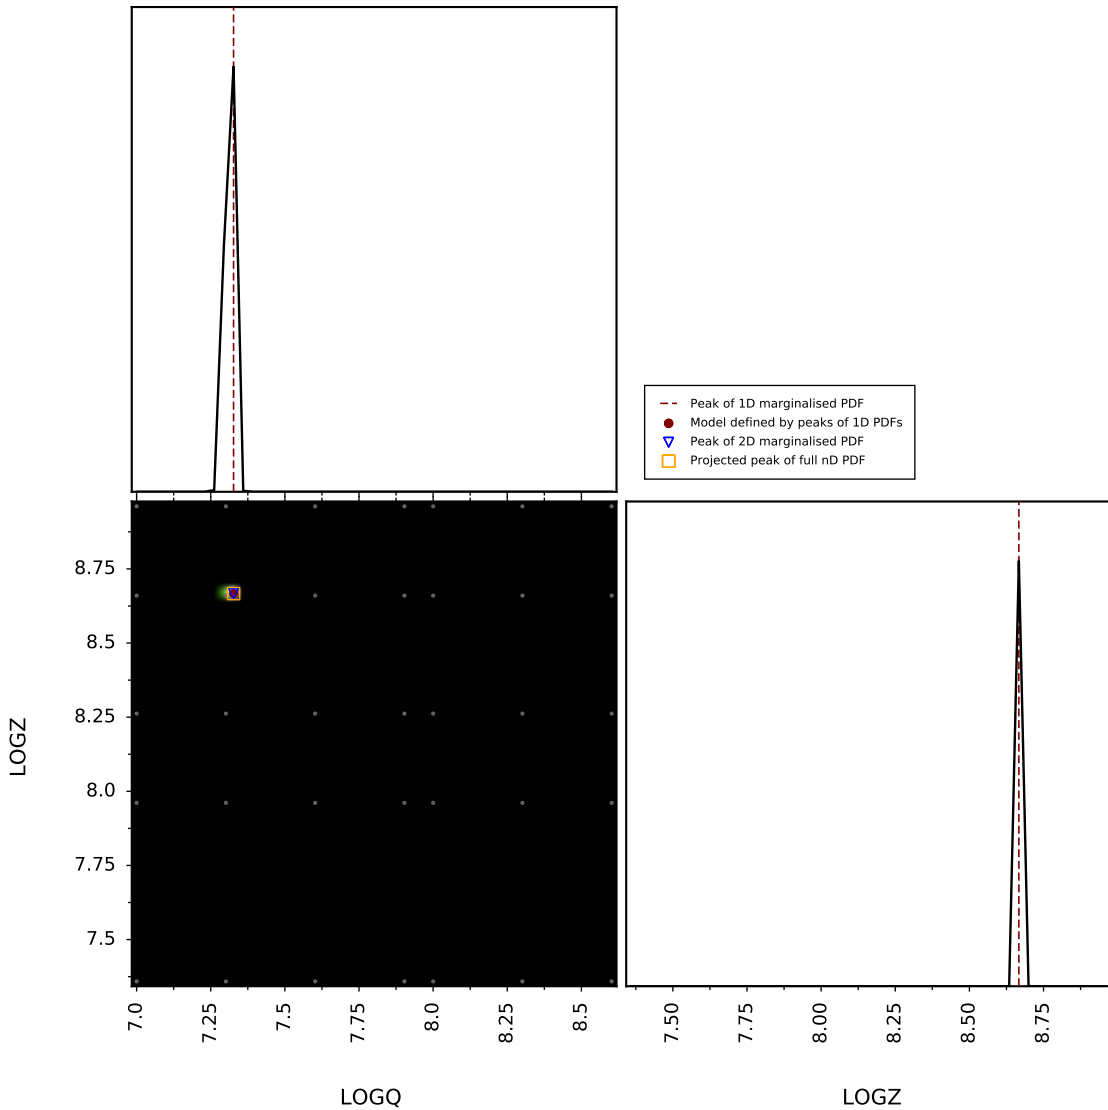 Peak of 1D marginalised PDF
Model defined by peaks of 1D PDFs
Peak of 2D marginalised PDF
Projected peak of full nD PDF
8.75
8.5
8.25
8.0
7.75
7.5
LOGZ
7.0
7.25
7.5
7.75
8.0
8.25
8.5
LOGQ
7.50
7.75
8.00
8.25
8.50
8.75
LOGZ